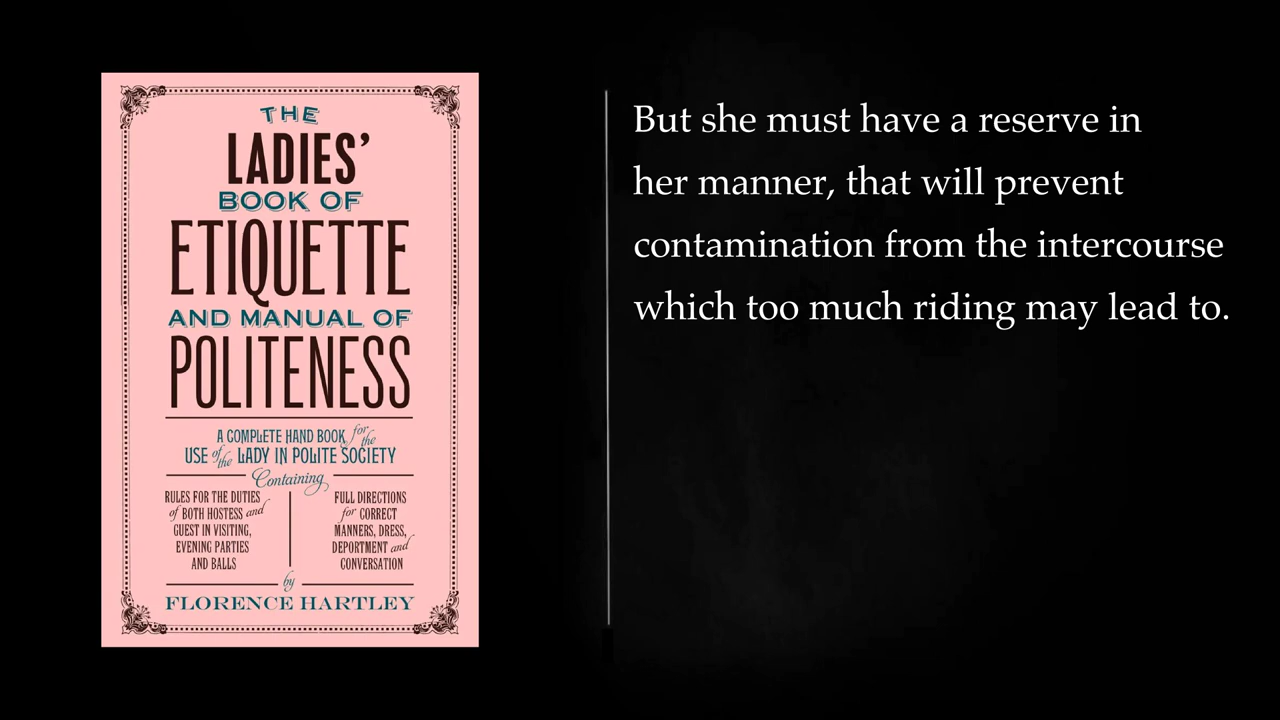 THE
LADIES'
BOOK OF
ETIQUETTE
AND MANUAL OF
POLITENESS
A COMPLETE HAND BOOK for the
USE of the LADY IN POLITE SOCIETY
Containing
RULES FOR THE DUTIES
of BOTH HOSTESS and
GUEST IN VISITING,
EVENING PARTIES
AND BALLS
FULL DIRECTIONS
for CORRECT
MANNERS, DRESS,
DEPORTMENT and
CONVERSATION
by
FLORENCE HARTLEY
But she must have a reserve in
her manner, that will prevent
contamination from the intercourse
which too much riding may lead to.